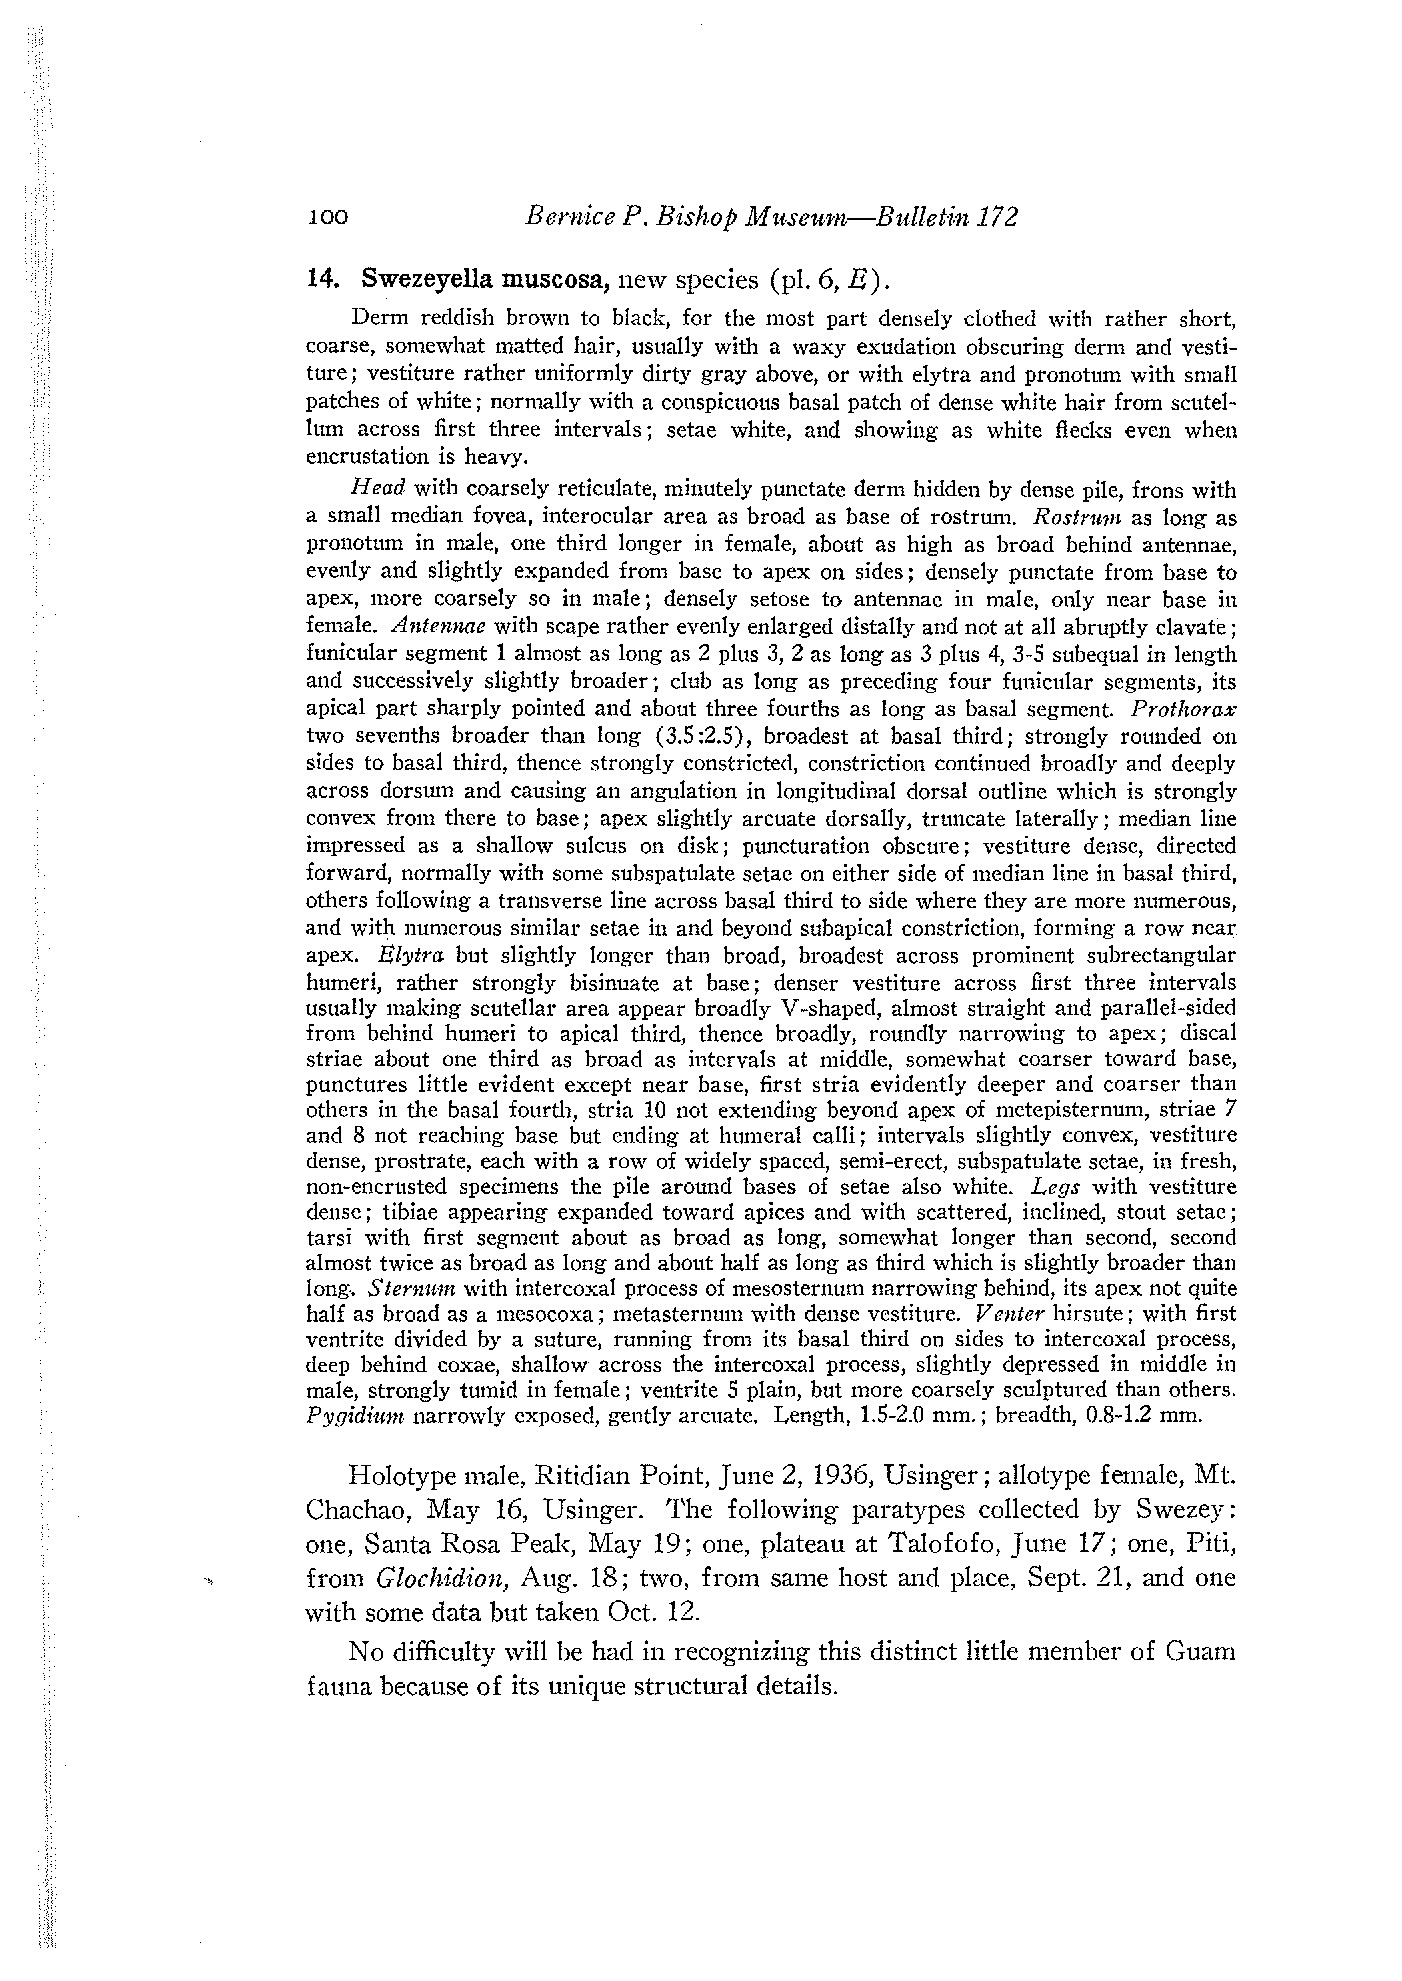 100 Bernice P. Bishop Museum—Bulletin 172
14. Swezeyella muscosa, new species (pl. 6, E).
Derm reddish brown to black, for the most part densely clothed with rather short,
coarse, somewhat matted hair, usually with a waxy exudation obscuring derm and vesti-
ture; vestiture rather uniformly dirty gray above, or with elytra and pronotum with small
patches of white; normally with a conspicuous basal patch of dense white hair from scutel-
lum across first three intervals; setae white, and showing as white flecks even when
encrustation is heavy.
Head with coarsely reticulate, minutely punctate derm hidden by dense pile, frons with
a small median fovea, interocular area as broad as base of rostrum. Rostrum as long as
pronotum in male, one third longer in female, about as high as broad behind antennae,
evenly and slightly expanded from base to apex on sides; densely punctate from base to
apex, more coarsely so in male; densely setose to antennae in male, only near base in
female. Antennae with scape rather evenly enlarged distally and not at all abruptly clavate;
funicular segment 1 almost as long as 2 plus 3, 2 as long as 3 plus 4, 3-5 subequal in length
and successively slightly broader; club as long as preceding four funicular segments, its
apical part sharply pointed and about three fourths as long as basal segment. Prothorax
two sevenths broader than long (3.5:2.5), broadest at basal third; strongly rounded on
sides to basal third, thence strongly constricted, constriction continued broadly and deeply
across dorsum and causing an angulation in longitudinal dorsal outline which is strongly
convex from there to base; apex slightly arcuate dorsally, truncate laterally; median line
impressed as a shallow sulcus on disk; puncturation obscure; vestiture dense, directed
forward, normally with some subspatulate setae on either side of median line in basal third,
others following a transverse line across basal third to side where they are more numerous,
and with numerous similar setae in and beyond subapical constriction, forming a row near
apex. Elytra but slightly longer than broad, broadest across prominent subrectangular
humeri, rather strongly bisinuate at base; denser vestiture across first three intervals
usually making scutellar area appear broadly V-shaped, almost straight and parallel-sided
from behind humeri to apical third, thence broadly, roundly narrowing to apex; discal
striae about one third as broad as intervals at middle, somewhat coarser toward base,
punctures little evident except near base, first stria evidently deeper and coarser than
others in the basal fourth, stria 10 not extending beyond apex of metepisternum, striae 7
and 8 not reaching base but ending at humeral calli; intervals slightly convex, vestiture
dense, prostrate, each with a row of widely spaced, semi-erect, subspatulate setae, in fresh,
non-encrusted specimens the pile around bases of setae also white. Legs with vestiture
dense; tibiae appearing expanded toward apices and with scattered, inclined, stout setae;
tarsi with first segment about as broad as long, somewhat longer than second, second
almost twice as broad as long and about half as long as third which is slightly broader than
long. Sternum with intercoxal process of mesosternum narrowing behind, its apex not quite
half as broad as a mesocoxa; metasternum with dense vestiture. Venter hirsute; with first
ventrite divided by a suture, running from its basal third on sides to intercoxal process,
deep behind coxae, shallow across the intercoxal process, slightly depressed in middle in
male, strongly tumid in female; ventrite 5 plain, but more coarsely sculptured than others.
Pygidium narrowly exposed, gently arcuate. Length, 1.5-2.0 mm.; breadth, 0.8-1.2 mm.
Holotype male, Ritidian Point, June 2, 1936, Usinger; allotype female, Mt.
Chachao, May 16, Usinger. The following paratypes collected by Swezey:
one, Santa Rosa Peak, May 19; one, plateau at Talofofo, June 17; one, Piti,
from Glochidion, Aug. 18; two, from same host and place, Sept. 21, and one
with some data but taken Oct. 12.
No difficulty will be had in recognizing this distinct little member of Guam
fauna because of its unique structural details.